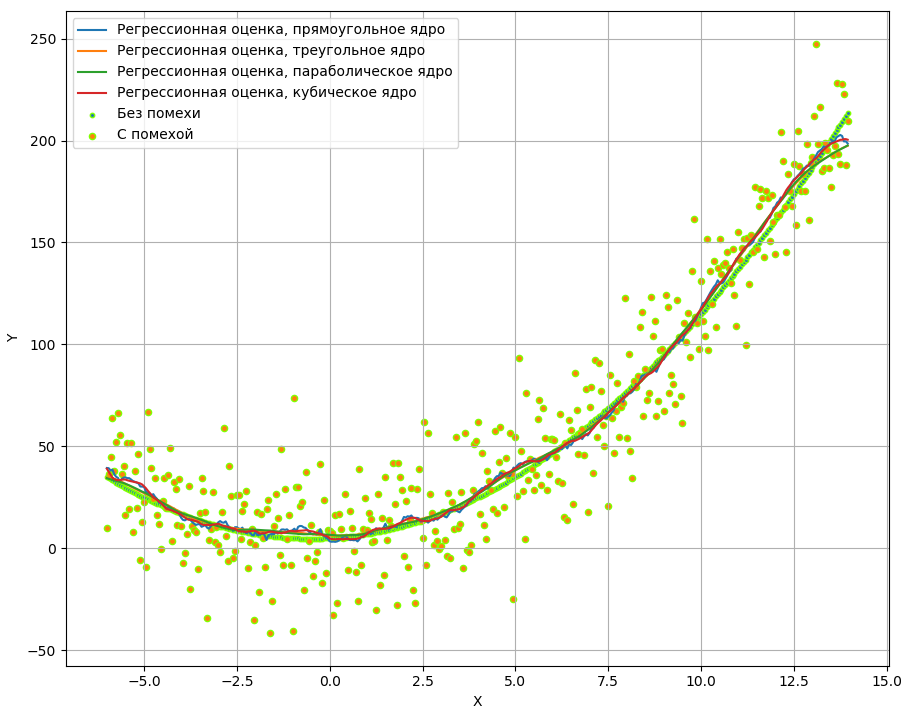 Регрессионная оценка, прямоугольное ядро
Регрессионная оценка, треугольное ядро
Регрессионная оценка, параболическое ядро
Регрессионная оценка, кубическое ядро
Без помехи
С помехой
250
200
150
100
50
0
−50
Y
−5.0 −2.5 0.0 2.5 5.0 7.5 10.0 12.5 15.0
X